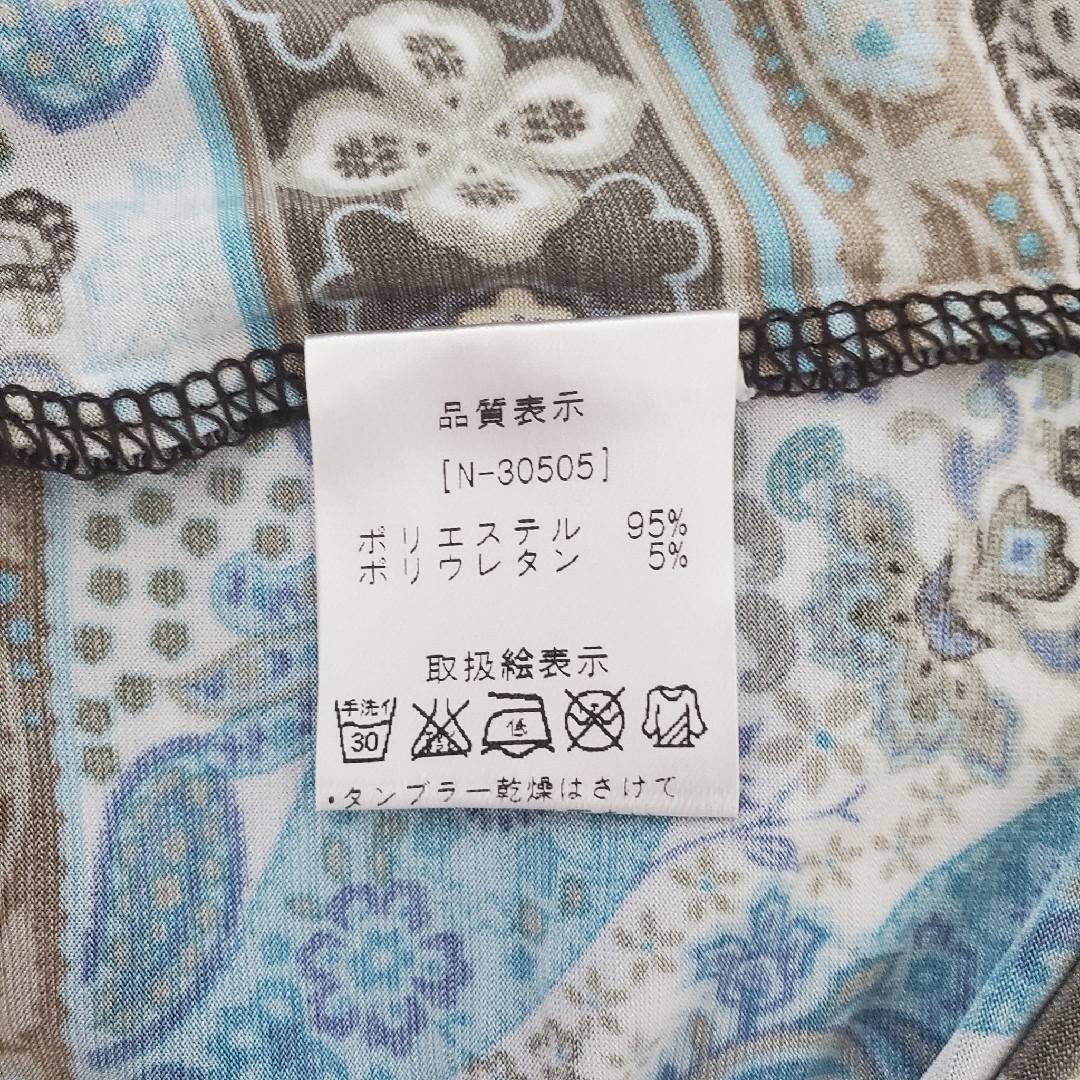 品質表示
[N-30505]
ポリエステル 95%
ポリウレタン 5%
取扱絵表示
手洗イ 30 低
・タンブラー乾燥はさけて